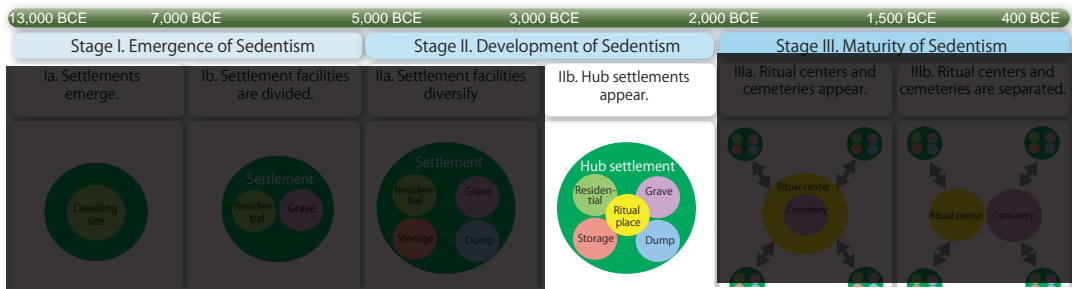 13,000 BCE 7,000 BCE 5,000 BCE 3,000 BCE 2,000 BCE 1,500 BCE 400 BCE
Stage I. Emergence of Sedentism
Stage II. Development of Sedentism
Stage III. Maturity of Sedentism
Ia. Settlements
emerge.
Ib. Settlement facilities
are divided.
IIa. Settlement facilities
diversify
IIb. Hub settlements
appear.
IIIa. Ritual centers and
cemeteries appear.
IIIb. Ritual centers and
cemeteries are separated.
Dwelling
site
Settlement
Residen-
tial
Grave
Settlement
Residen-
tial
Grave
Storage
Dump
Hub settlement
Residen-
tial
Grave
Ritual
place
Storage
Dump
Ritual center
Cemetery
Ritual center
Cemetery